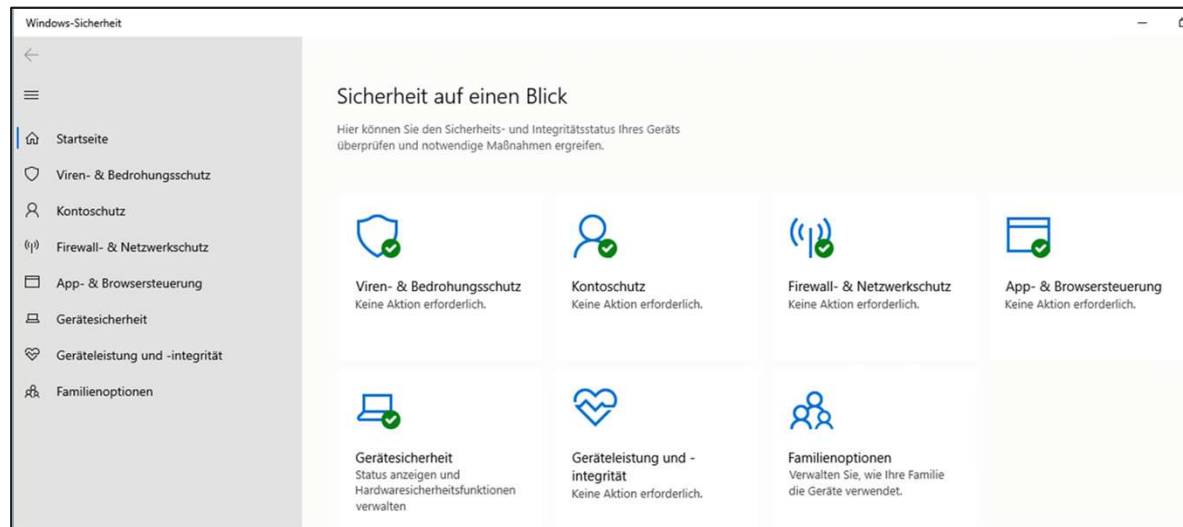 Windows-Sicherheit
Startseite
Viren- & Bedrohungsschutz
Kontoschutz
Firewall- & Netzwerkschutz
App- & Browsersteuerung
Gerätesicherheit
Geräteleistung und -integrität
Familienoptionen
Sicherheit auf einen Blick
Hier können Sie den Sicherheits- und Integritätsstatus Ihres Geräts
überprüfen und notwendige Maßnahmen ergreifen.
Viren- & Bedrohungsschutz
Keine Aktion erforderlich.
Kontoschutz
Keine Aktion erforderlich.
Firewall- & Netzwerkschutz
Keine Aktion erforderlich.
App- & Browsersteuerung
Keine Aktion erforderlich.
Gerätesicherheit
Status anzeigen und
Hardwaresicherheitsfunktionen
verwalten
Geräteleistung und -
integrität
Keine Aktion erforderlich.
Familienoptionen
Verwalten Sie, wie Ihre Familie
die Geräte verwendet.